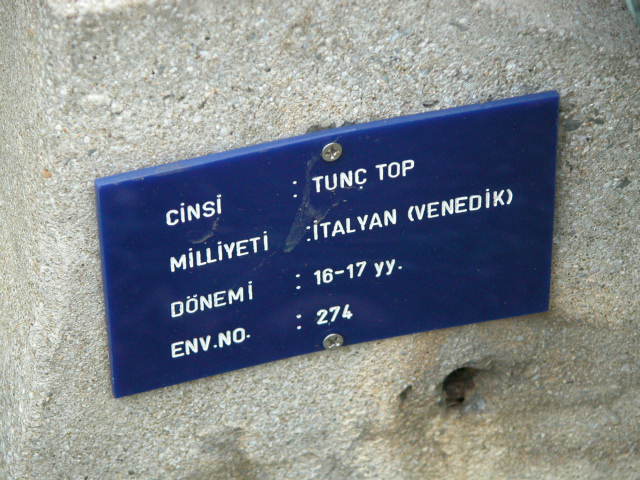 CİNSİ : TUNÇ TOP
MİLLİYETİ :İTALYAN (VENEDİK)
DÖNEMİ : 16-17 yy.
ENV.NO. : 274